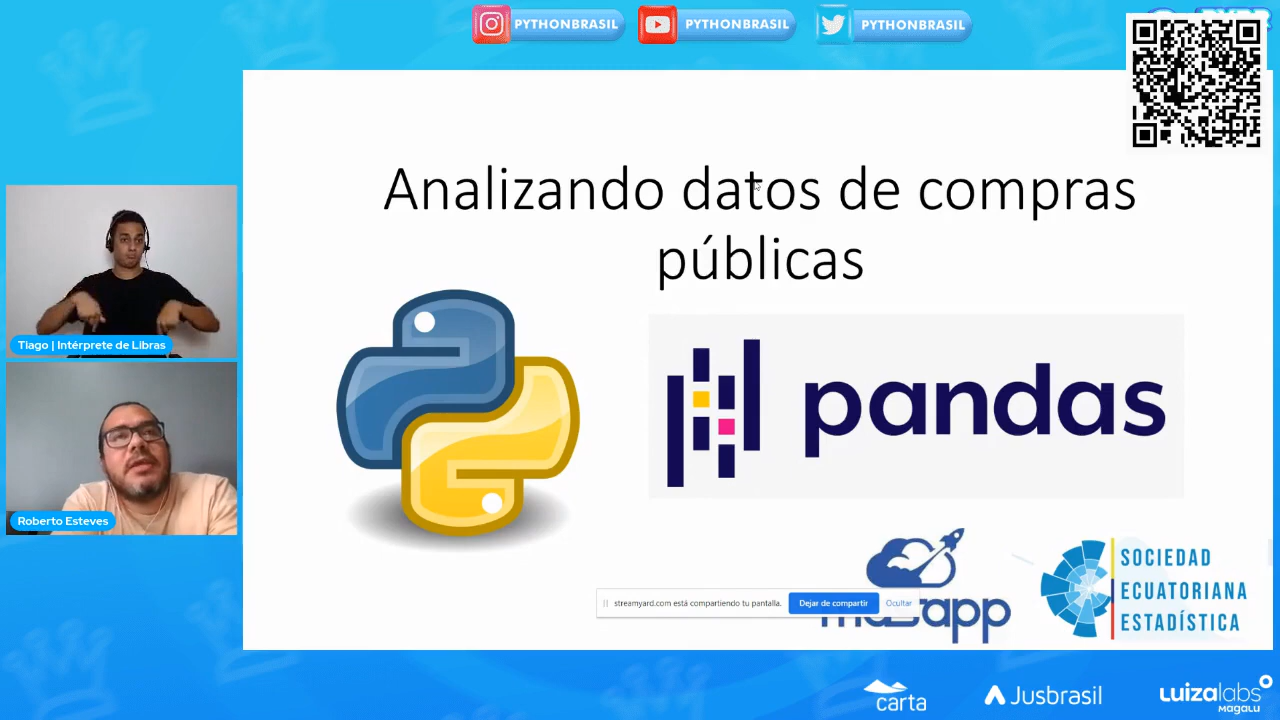 PYTHONBRASIL
PYTHONBRASIL
PYTHONBRASIL
Analizando datos de compras
públicas
Tiago | Intérprete de Libras
pandas
Roberto Esteves
SOCIEDAD
ECUATORIANA
ESTADÍSTICA
streamyard.com está compartiendo tu pantalla.
Dejar de compartir
Ocultar
carta
Jusbrasil
luizalabs
MAGALU